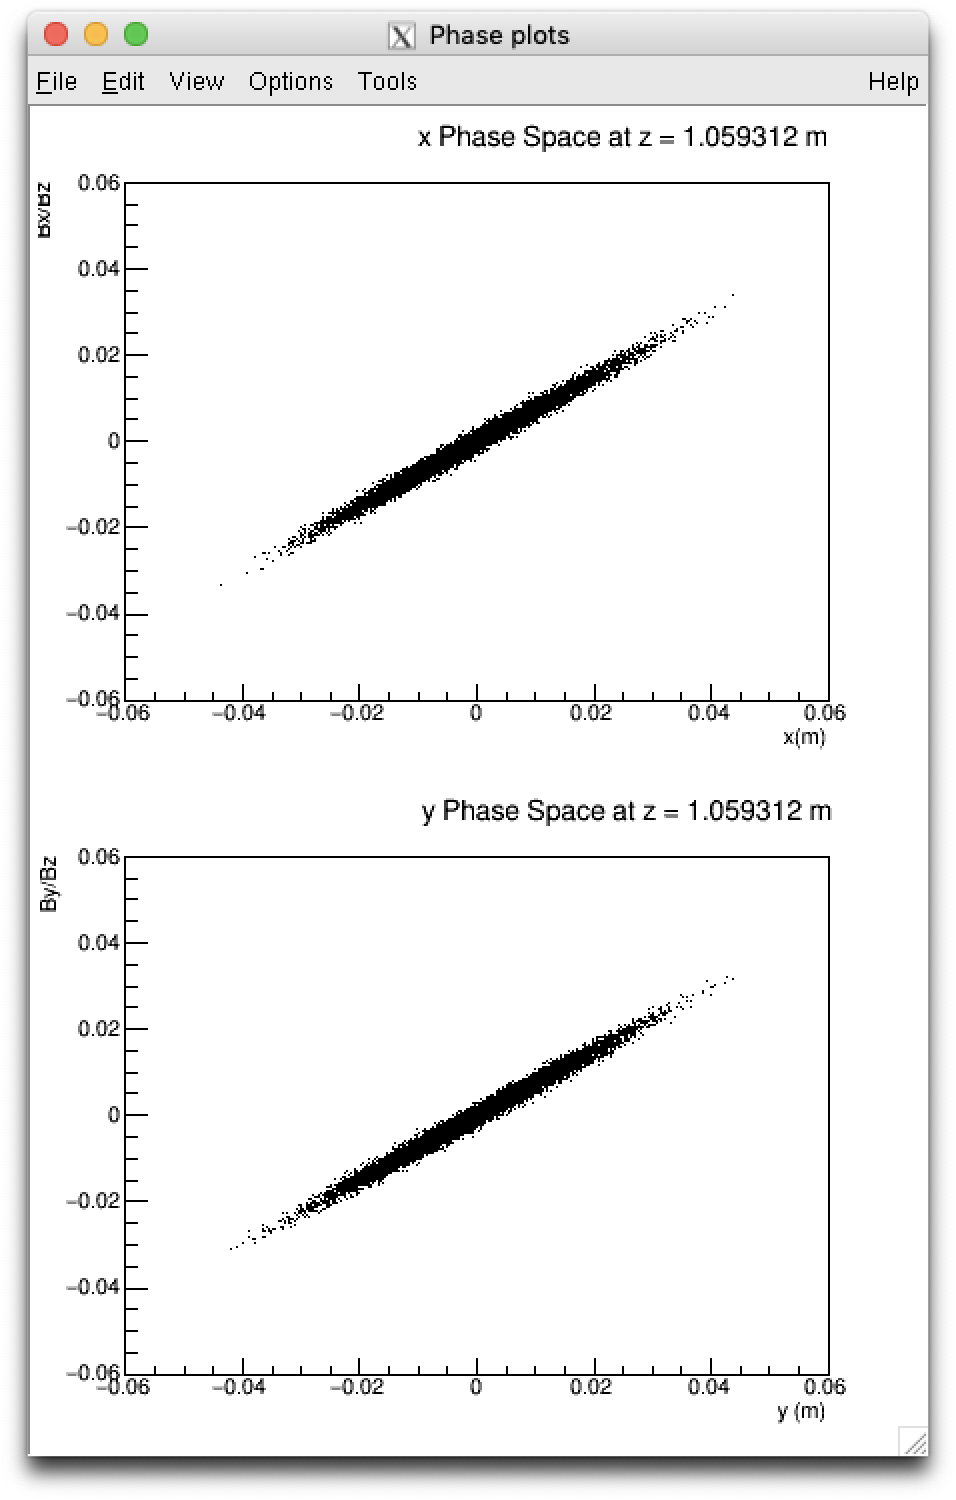 Phase plots
File Edit View Options Tools Help
x Phase Space at z = 1.059312 m
Bx/Bz
0.06
0.04
0.02
0
−0.02
−0.04
−0.06
−0.06 −0.04 −0.02 0 0.02 0.04 0.06
x(m)
y Phase Space at z = 1.059312 m
By/Bz
0.06
0.04
0.02
0
−0.02
−0.04
−0.06
−0.06 −0.04 −0.02 0 0.02 0.04 0.06
y (m)